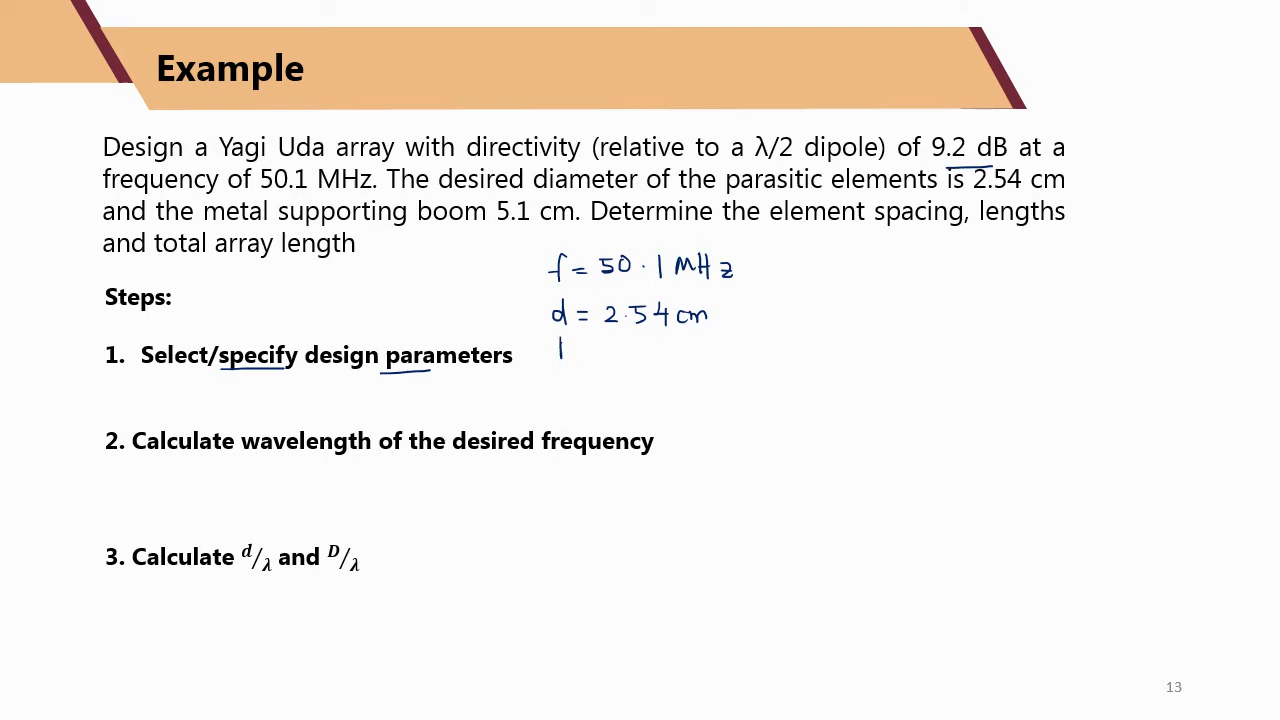 Example
Design a Yagi Uda array with directivity (relative to a λ/2 dipole) of 9.2 dB at a
frequency of 50.1 MHz. The desired diameter of the parasitic elements is 2.54 cm
and the metal supporting boom 5.1 cm. Determine the element spacing, lengths
and total array length
f = 50.1 MHz
Steps:
d = 2.54 cm
1. Select/specify design parameters
2. Calculate wavelength of the desired frequency
3. Calculate d/λ and D/λ
13